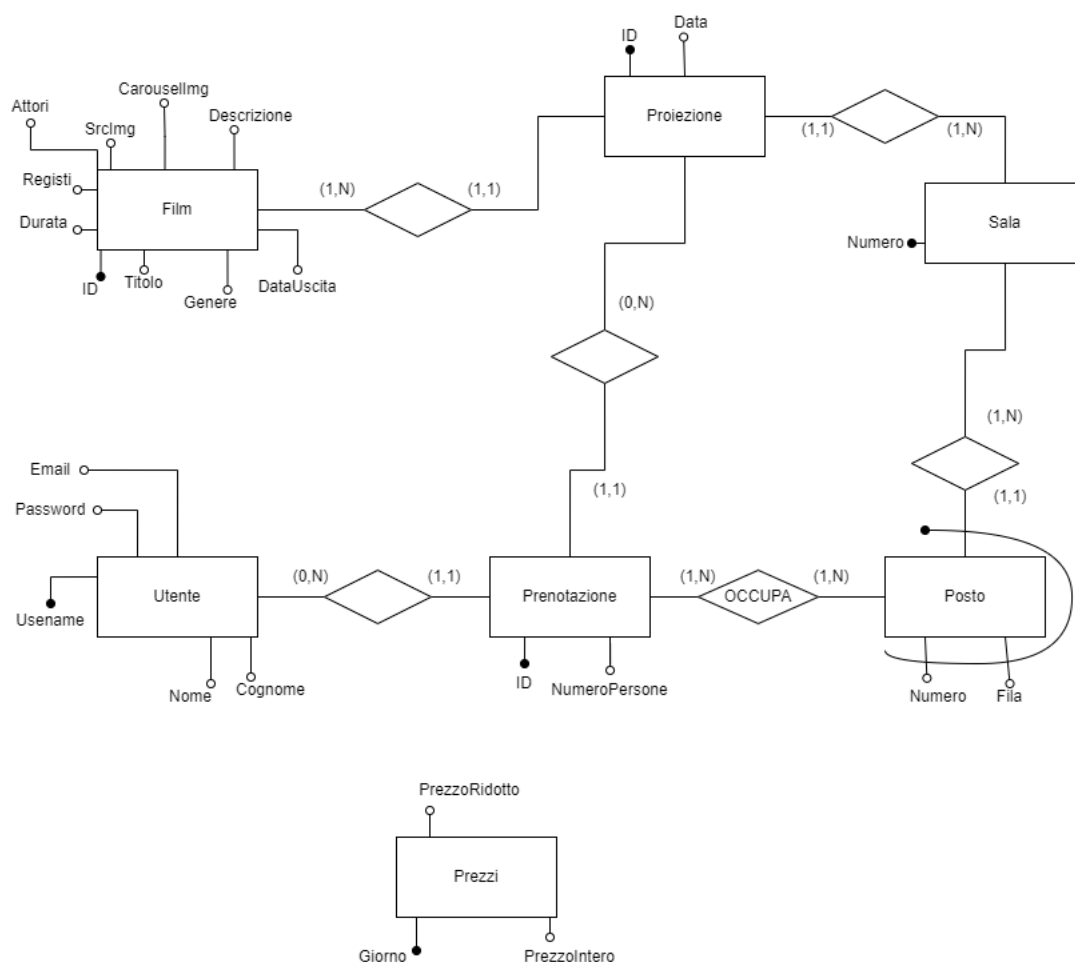 ID
Data
CarouselImg
Attori
SrcImg
Descrizione
Proiezione
(1,1)
(1,N)
Registi
(1,N)
(1,1)
Film
Sala
Durata
Numero
ID
Titolo
DataUscita
Genere
(0,N)
(1,N)
Email
(1,1)
(1,1)
Password
(0,N)
(1,1)
(1,N)
(1,N)
Utente
Prenotazione
OCCUPA
Posto
Usename
ID
Nome
Cognome
NumeroPersone
Numero
Fila
PrezzoRidotto
Prezzi
Giorno
PrezzoIntero